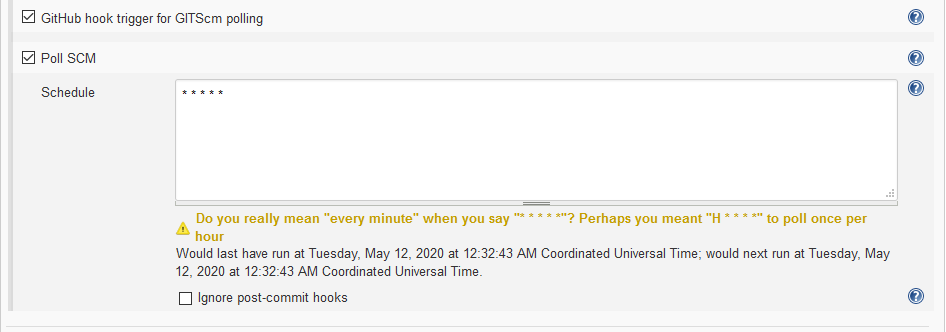 GitHub hook trigger for GITScm polling
Poll SCM
Schedule
* * * * *
Do you really mean "every minute" when you say "* * * * *"? Perhaps you meant "H * * * *" to poll once per
hour
Would last have run at Tuesday, May 12, 2020 at 12:32:43 AM Coordinated Universal Time; would next run at Tuesday, May
12, 2020 at 12:32:43 AM Coordinated Universal Time.
Ignore post-commit hooks